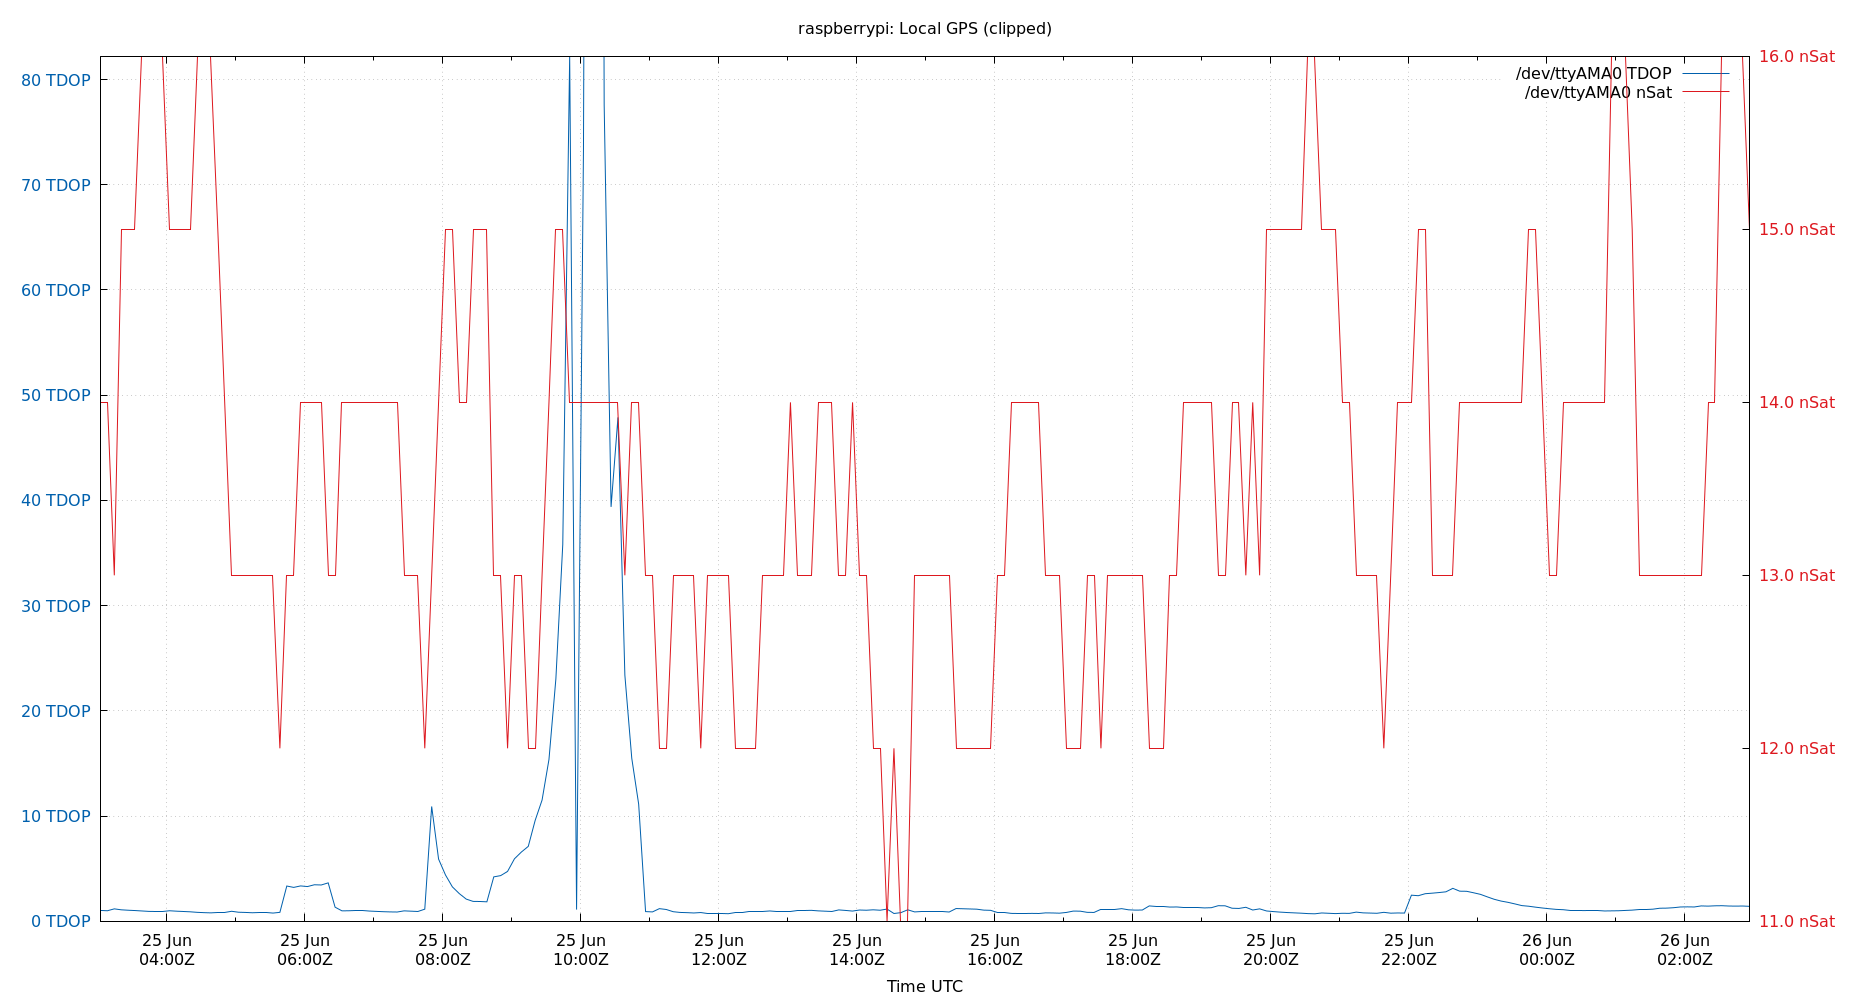 raspberrypi: Local GPS (clipped)
80 TDOP
70 TDOP
60 TDOP
50 TDOP
40 TDOP
30 TDOP
20 TDOP
10 TDOP
0 TDOP
/dev/ttyAMA0 TDOP
/dev/ttyAMA0 nSat
16.0 nSat
15.0 nSat
14.0 nSat
13.0 nSat
12.0 nSat
11.0 nSat
25 Jun 25 Jun 25 Jun 25 Jun 25 Jun 25 Jun 25 Jun 25 Jun 25 Jun 25 Jun 26 Jun 26 Jun
04:00Z 06:00Z 08:00Z 10:00Z 12:00Z 14:00Z 16:00Z 18:00Z 20:00Z 22:00Z 00:00Z 02:00Z
Time UTC